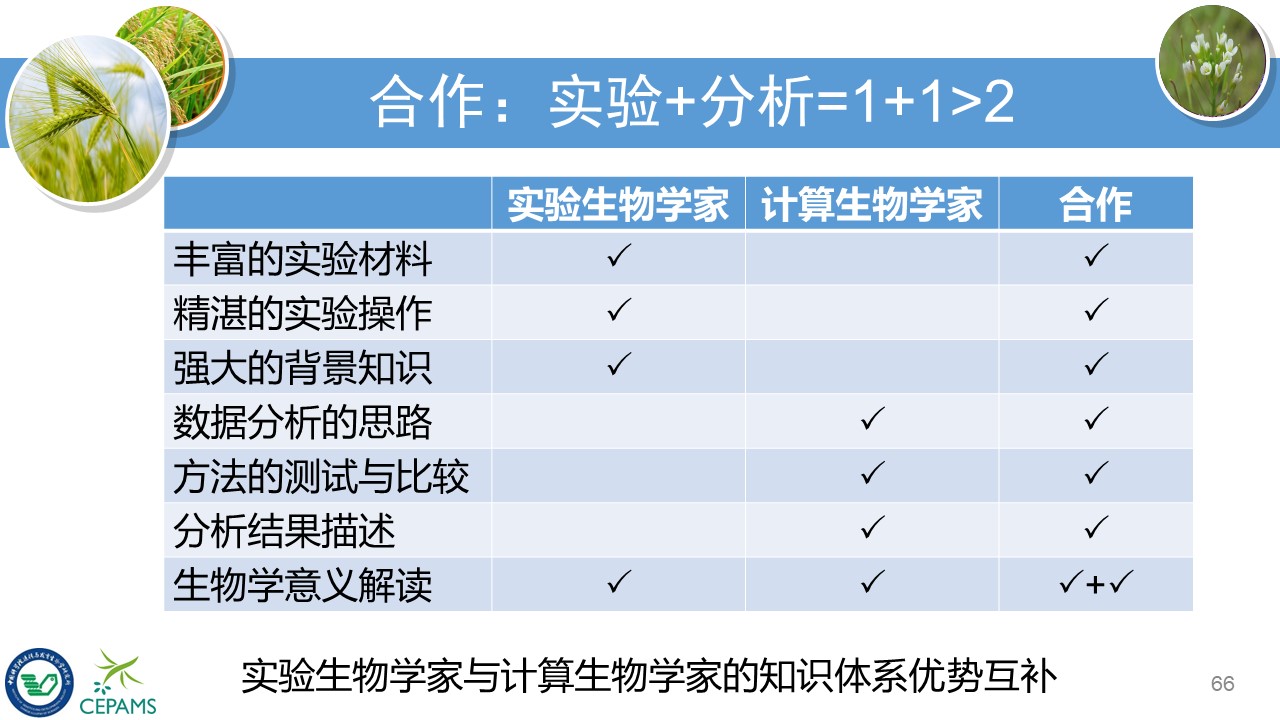 合作：实验+分析=1+1>2
实验生物学家 计算生物学家 合作
丰富的实验材料 ✓ ✓
精湛的实验操作 ✓ ✓
强大的背景知识 ✓ ✓
数据分析的思路 ✓ ✓
方法的测试与比较 ✓ ✓
分析结果描述 ✓ ✓
生物学意义解读 ✓ ✓ ✓+✓
实验生物学家与计算生物学家的知识体系优势互补
CEPAMS
66